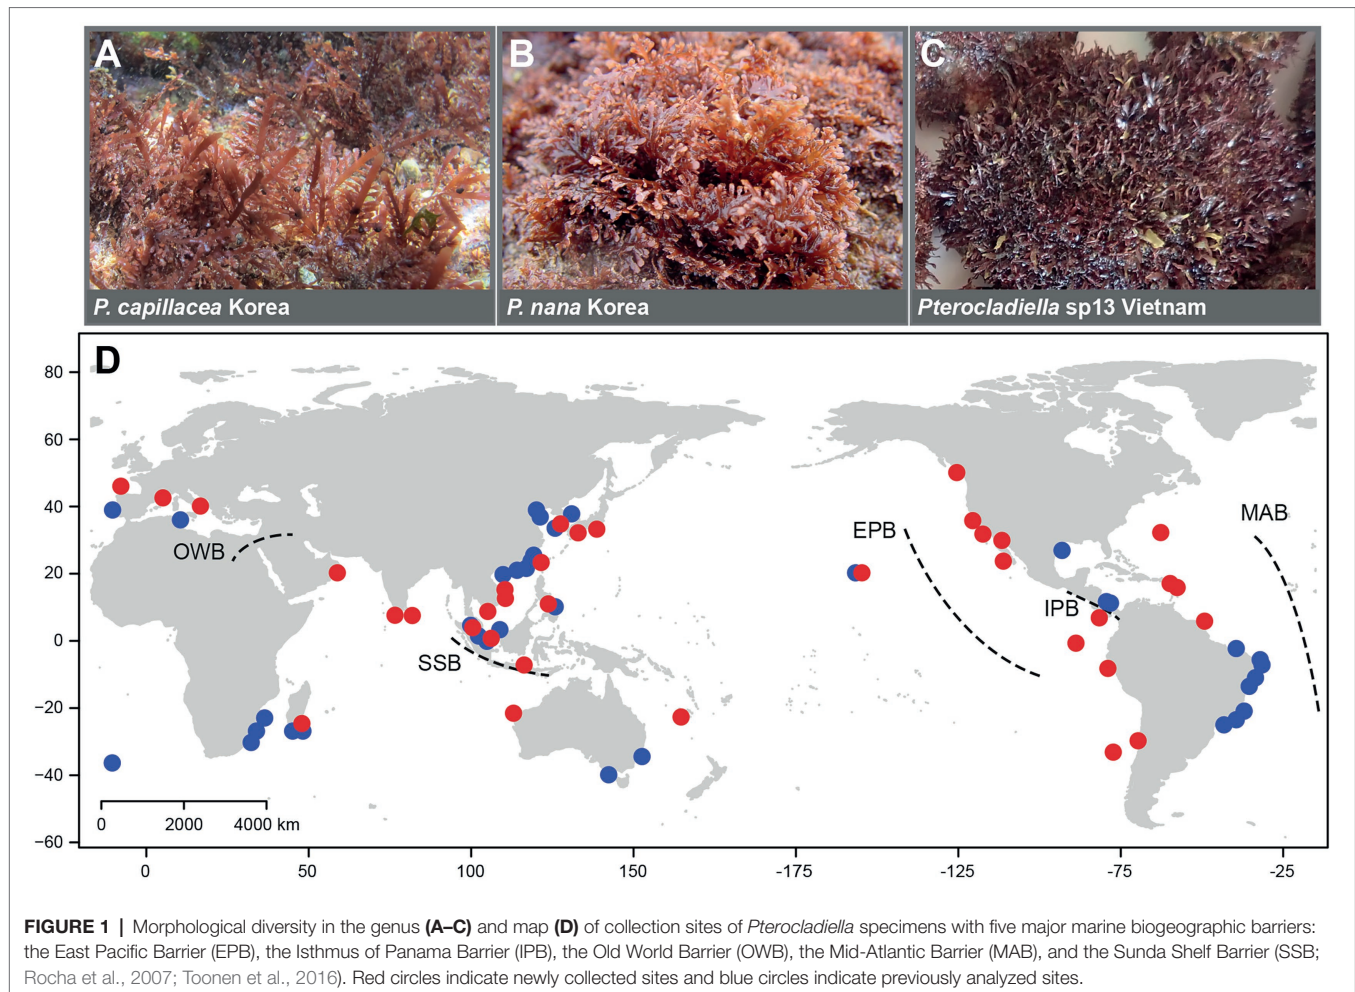 A
B
C
P. capillacea Korea
P. nana Korea
Pterocladiella sp13 Vietnam
D
80
60
40
20
0
−20
−40
−60
OWB
SSB
EPB
IPB
MAB
0 2000 4000 km
0 50 100 150 -175 -125 -75 -25
FIGURE 1 | Morphological diversity in the genus (A–C) and map (D) of collection sites of Pterocladiella specimens with five major marine biogeographic barriers:
the East Pacific Barrier (EPB), the Isthmus of Panama Barrier (IPB), the Old World Barrier (OWB), the Mid-Atlantic Barrier (MAB), and the Sunda Shelf Barrier (SSB;
Rocha et al., 2007; Toonen et al., 2016). Red circles indicate newly collected sites and blue circles indicate previously analyzed sites.